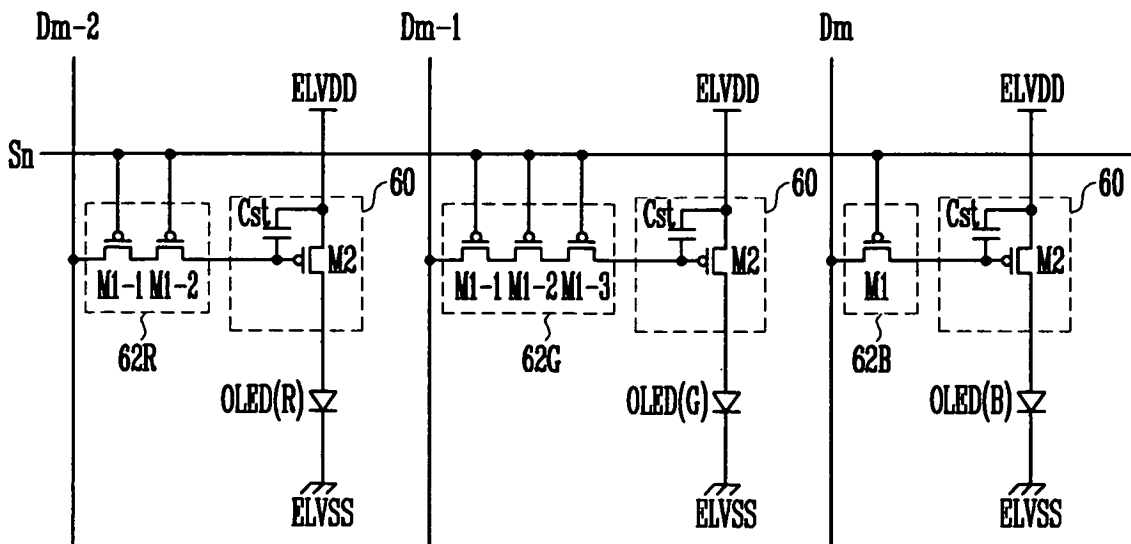 Dm-2 Dm-1 Dm
ELVDD ELVDD ELVDD
Sn
60 60 60
Cst Cst Cst
M2 M2 M2
M1-1 M1-2 M1-1 M1-2 M1-3 M1
62R 62G 62B
OLED(R) OLED(G) OLED(B)
ELVSS ELVSS ELVSS